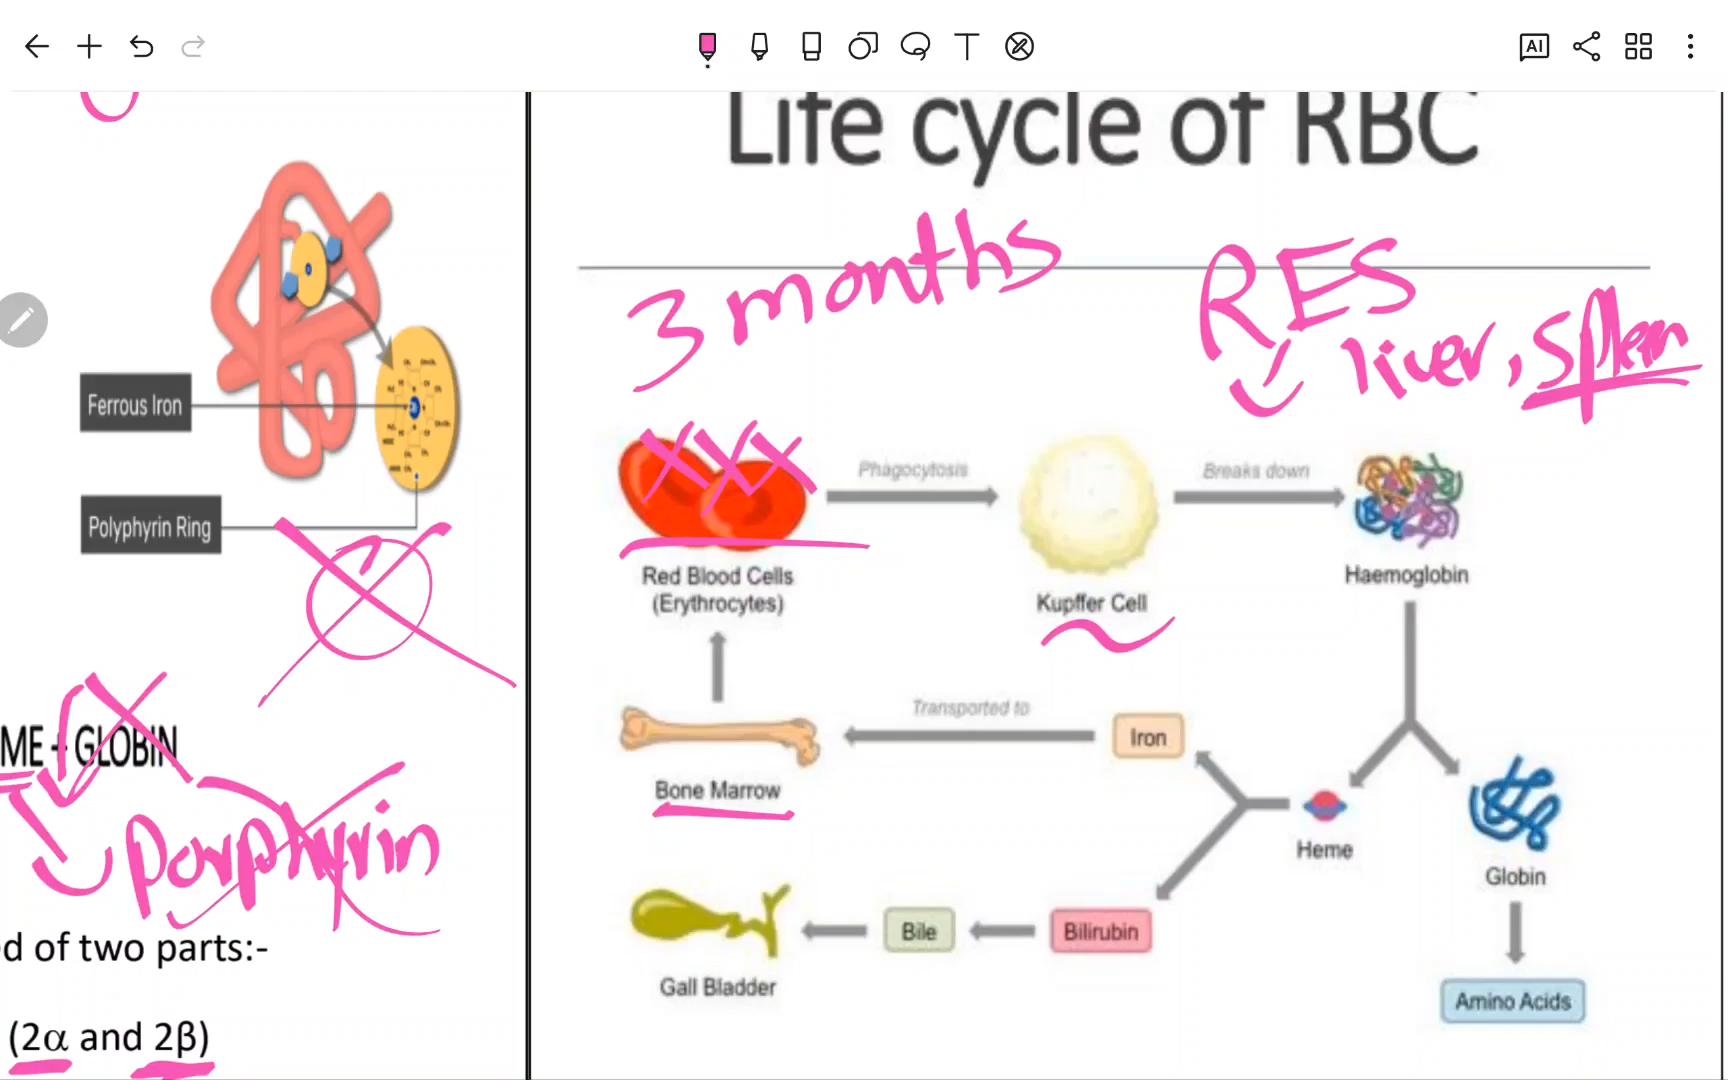 AI
Life cycle of RBC
3 months
RES
liver, spleen
Ferrous Iron
Polyphyrin Ring
ME + GLOBIN
Porphyrin
d of two parts:-
(2α and 2β)
Phagocytosis
Breaks down
Red Blood Cells
(Erythrocytes)
Kupffer Cell
Haemoglobin
Transported to
Iron
Bone Marrow
Heme
Globin
Bile
Bilirubin
Gall Bladder
Amino Acids